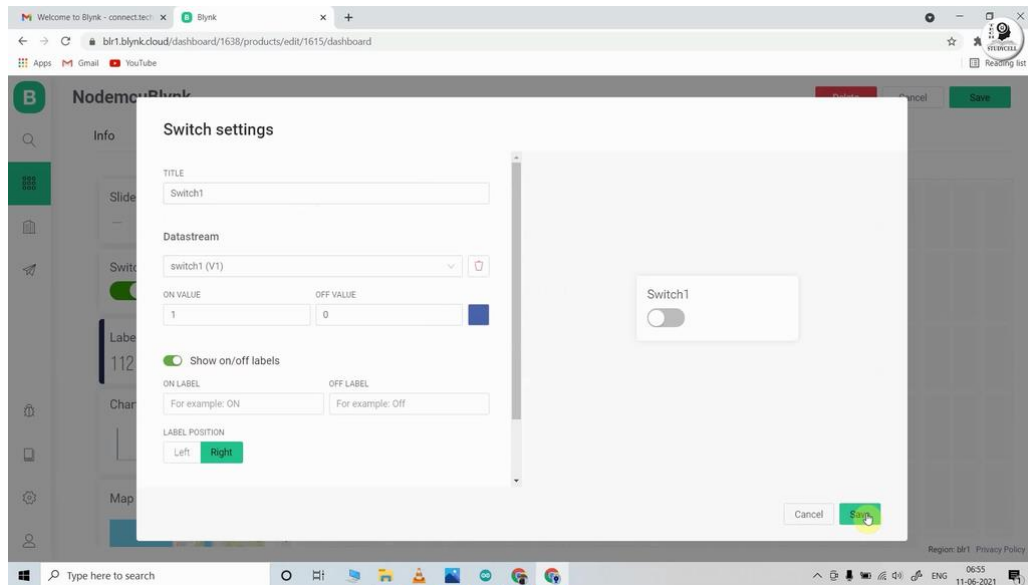 Welcome to Blynk - connect.tech
Blynk
blr1.blynk.cloud/dashboard/1638/products/edit/1615/dashboard
STUDYCELL
Apps Gmail YouTube Reading list
B NodemcuBlynk Delete Cancel Save
Info
Switch settings
TITLE
Slide
Switch1
Datastream
Switc
switch1 (V1)
Switch1
ON VALUE OFF VALUE
1 0
Labe
112
Show on/off labels
ON LABEL OFF LABEL
Char
For example: ON For example: Off
LABEL POSITION
Left Right
Map
Cancel Save
Region: blr1 Privacy Policy
Type here to search
ENG
06:55
11-06-2021